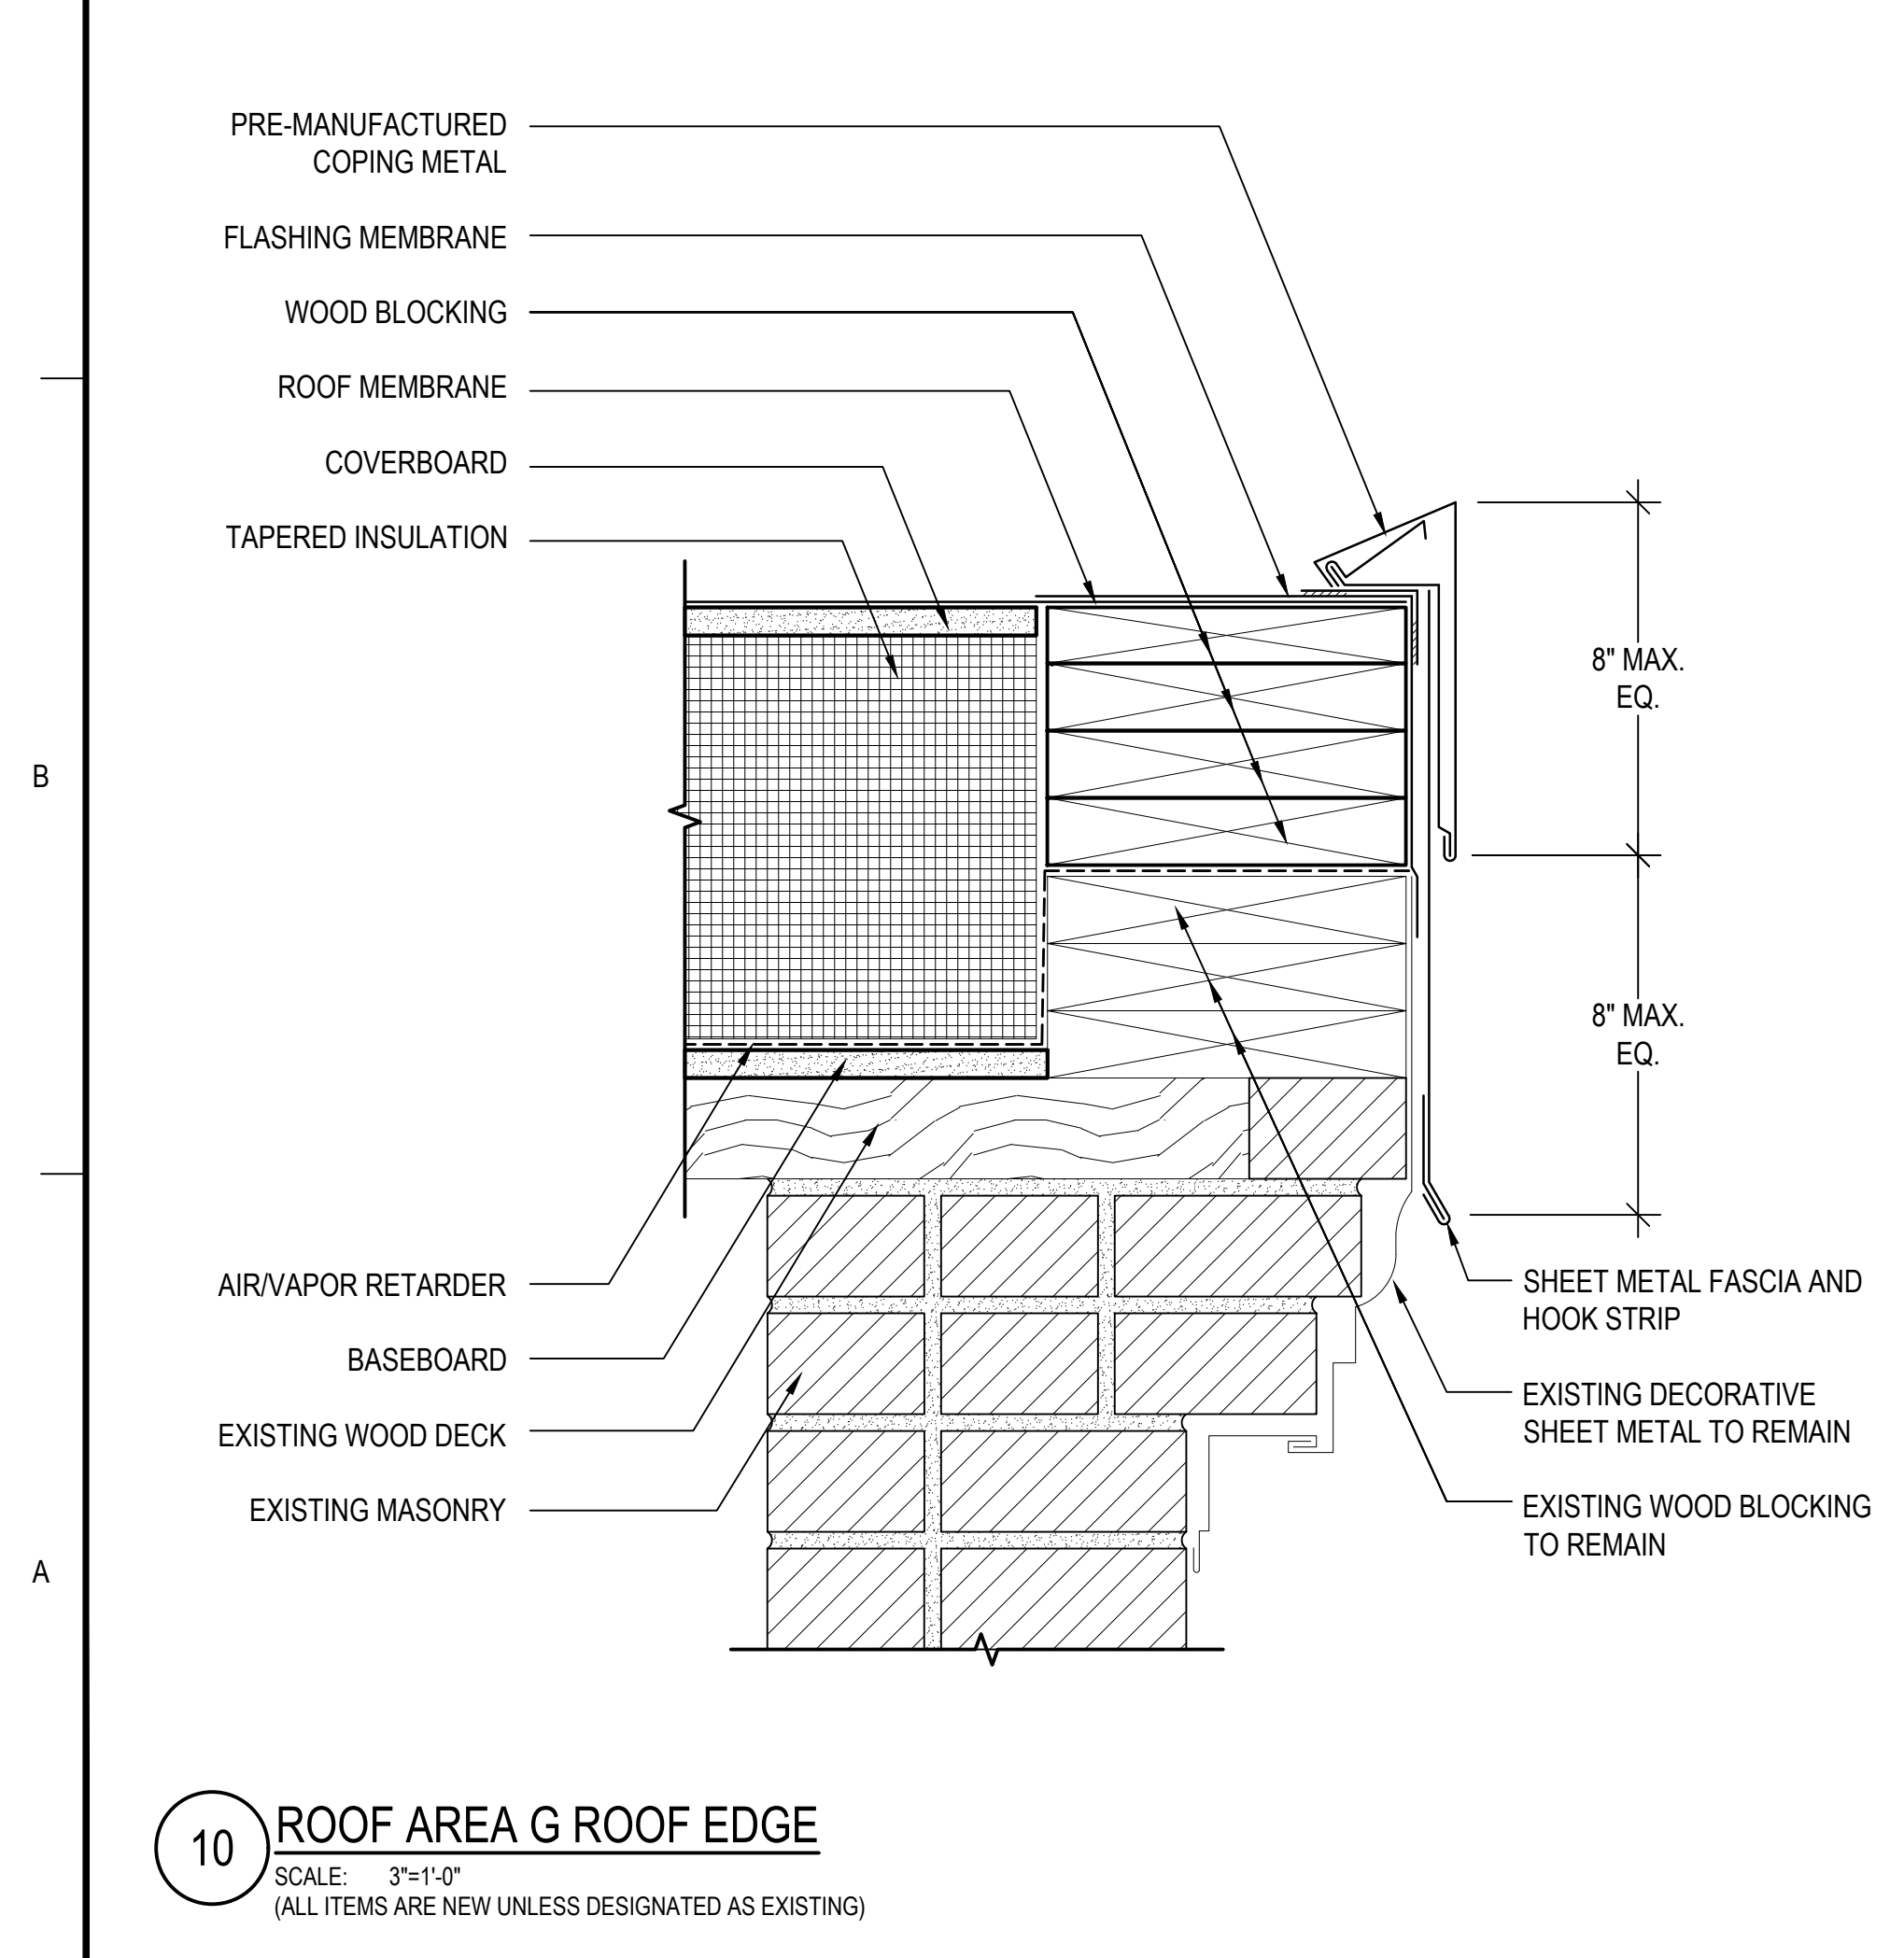 PRE-MANUFACTURED
COPING METAL
FLASHING MEMBRANE
WOOD BLOCKING
ROOF MEMBRANE
COVERBOARD
TAPERED INSULATION
8" MAX.
EQ.
B
8" MAX.
EQ.
AIR/VAPOR RETARDER
BASEBOARD
EXISTING WOOD DECK
EXISTING MASONRY
SHEET METAL FASCIA AND
HOOK STRIP
EXISTING DECORATIVE
SHEET METAL TO REMAIN
EXISTING WOOD BLOCKING
TO REMAIN
A
10
ROOF AREA G ROOF EDGE
SCALE: 3"=1'-0"
(ALL ITEMS ARE NEW UNLESS DESIGNATED AS EXISTING)